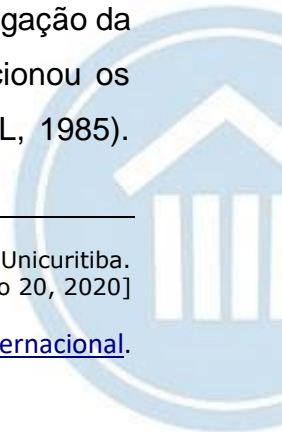 gação da
cionou os
L, 1985).
Unicuritiba.
o 20, 2020]
ernacional.